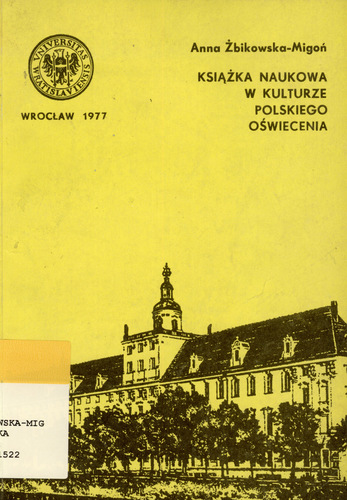 UNIVERSITAS
WRATISLAVIENSIS
WROCŁAW 1977
Anna Żbikowska-Migoń
KSIĄŻKA NAUKOWA
W KULTURZE
POLSKIEGO
OŚWIECENIA
WSKA-MIG
KA
1522